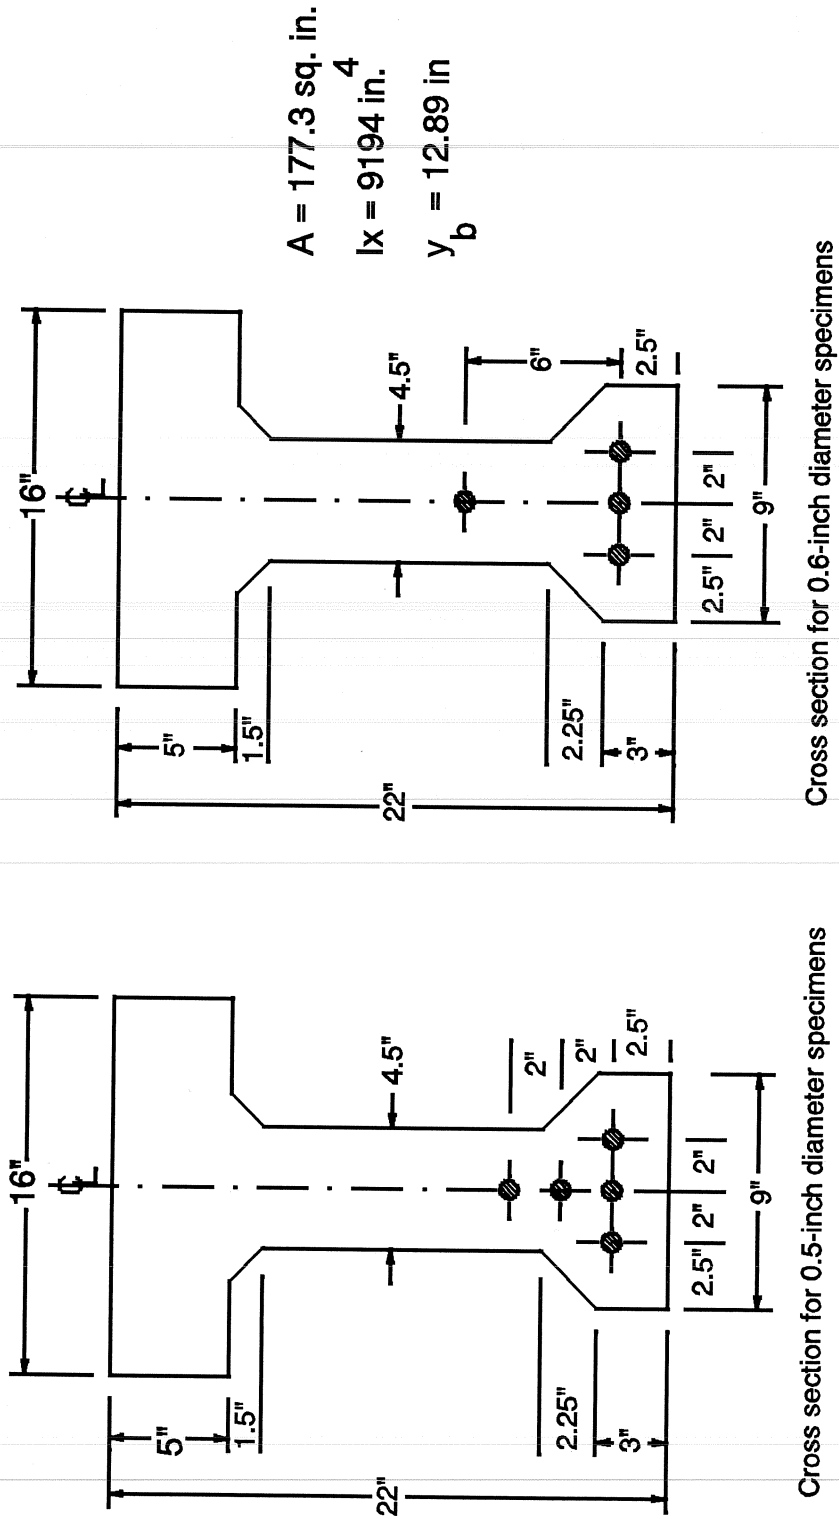 16"
CL
5"
1.5"
4.5"
22"
2"
2"
2.5"
2.25"
3"
2.5" 2" 2"
9"
Cross section for 0.5-inch diameter specimens
16"
CL
5"
1.5"
4.5"
22"
6"
2.5"
2.25"
3"
2.5" 2" 2"
9"
Cross section for 0.6-inch diameter specimens
A = 177.3 sq. in.
Ix = 9194 in.4
yb = 12.89 in